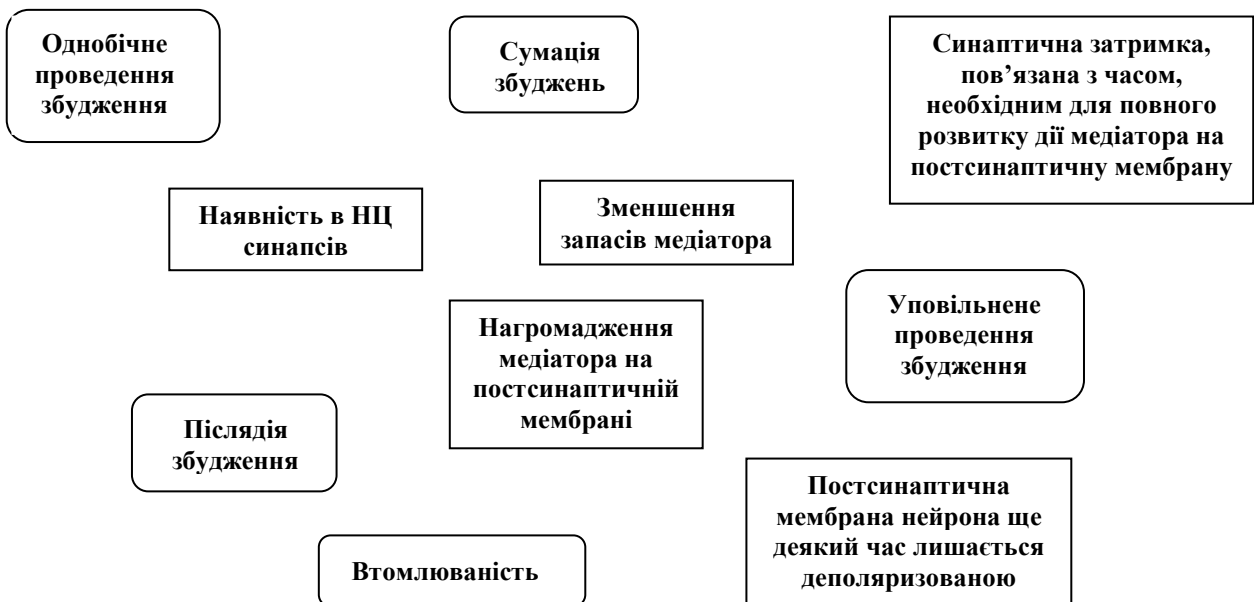 Однобічне
проведення
збудження
Сумація
збуджень
Синаптична затримка,
пов’язана з часом,
необхідним для повного
розвитку дії медіатора на
постсинаптичну мембрану
Наявність в НЦ
синапсів
Зменшення
запасів медіатора
Уповільнене
проведення
збудження
Нагромадження
медіатора на
постсинаптичній
мембрані
Післядія
збудження
Постсинаптична
мембрана нейрона ще
деякий час лишається
деполяризованою
Втомлюваність